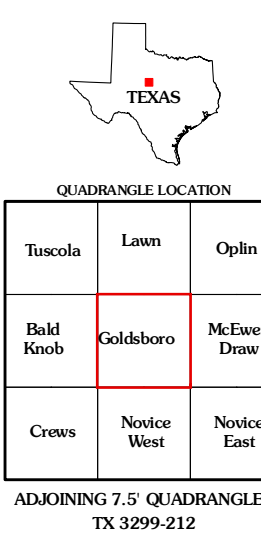 TEXAS
QUADRANGLE LOCATION
Tuscola Lawn Oplin
Bald Knob Goldsboro McEwe Draw
Crews Novice West Novice East
ADJOINING 7.5' QUADRANGLE
TX 3299-212